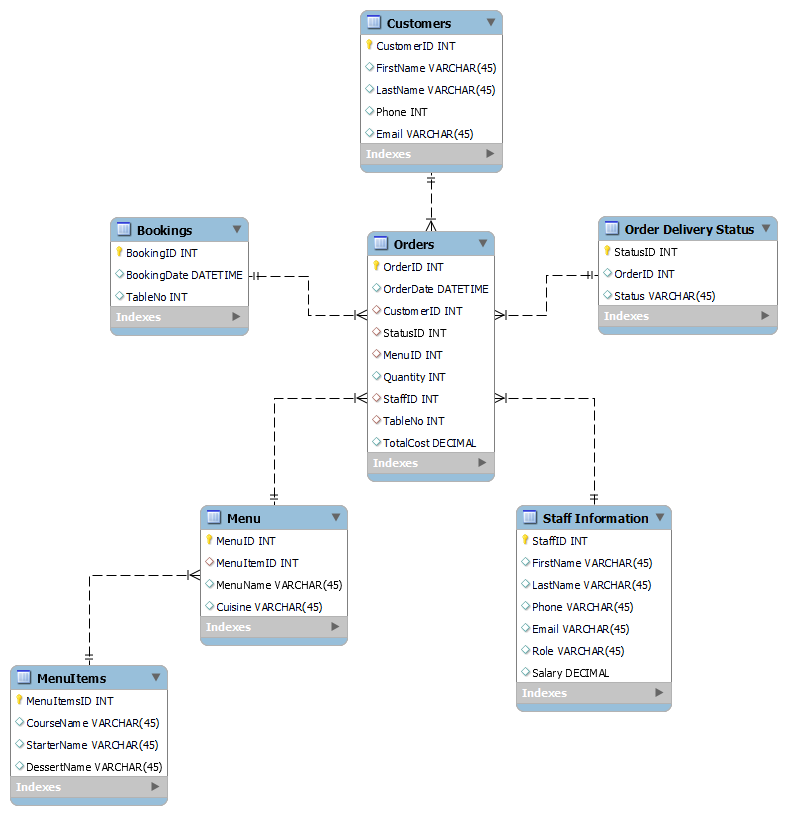 Customers
CustomerID INT
FirstName VARCHAR(45)
LastName VARCHAR(45)
Phone INT
Email VARCHAR(45)
Indexes
Bookings
BookingID INT
BookingDate DATETIME
TableNo INT
Indexes
Orders
OrderID INT
OrderDate DATETIME
CustomerID INT
StatusID INT
MenuID INT
Quantity INT
StaffID INT
TableNo INT
TotalCost DECIMAL
Indexes
Order Delivery Status
StatusID INT
OrderID INT
Status VARCHAR(45)
Indexes
Menu
MenuID INT
MenuItemID INT
MenuName VARCHAR(45)
Cuisine VARCHAR(45)
Indexes
Staff Information
StaffID INT
FirstName VARCHAR(45)
LastName VARCHAR(45)
Phone VARCHAR(45)
Email VARCHAR(45)
Role VARCHAR(45)
Salary DECIMAL
Indexes
MenuItems
MenuItemsID INT
CourseName VARCHAR(45)
StarterName VARCHAR(45)
DessertName VARCHAR(45)
Indexes